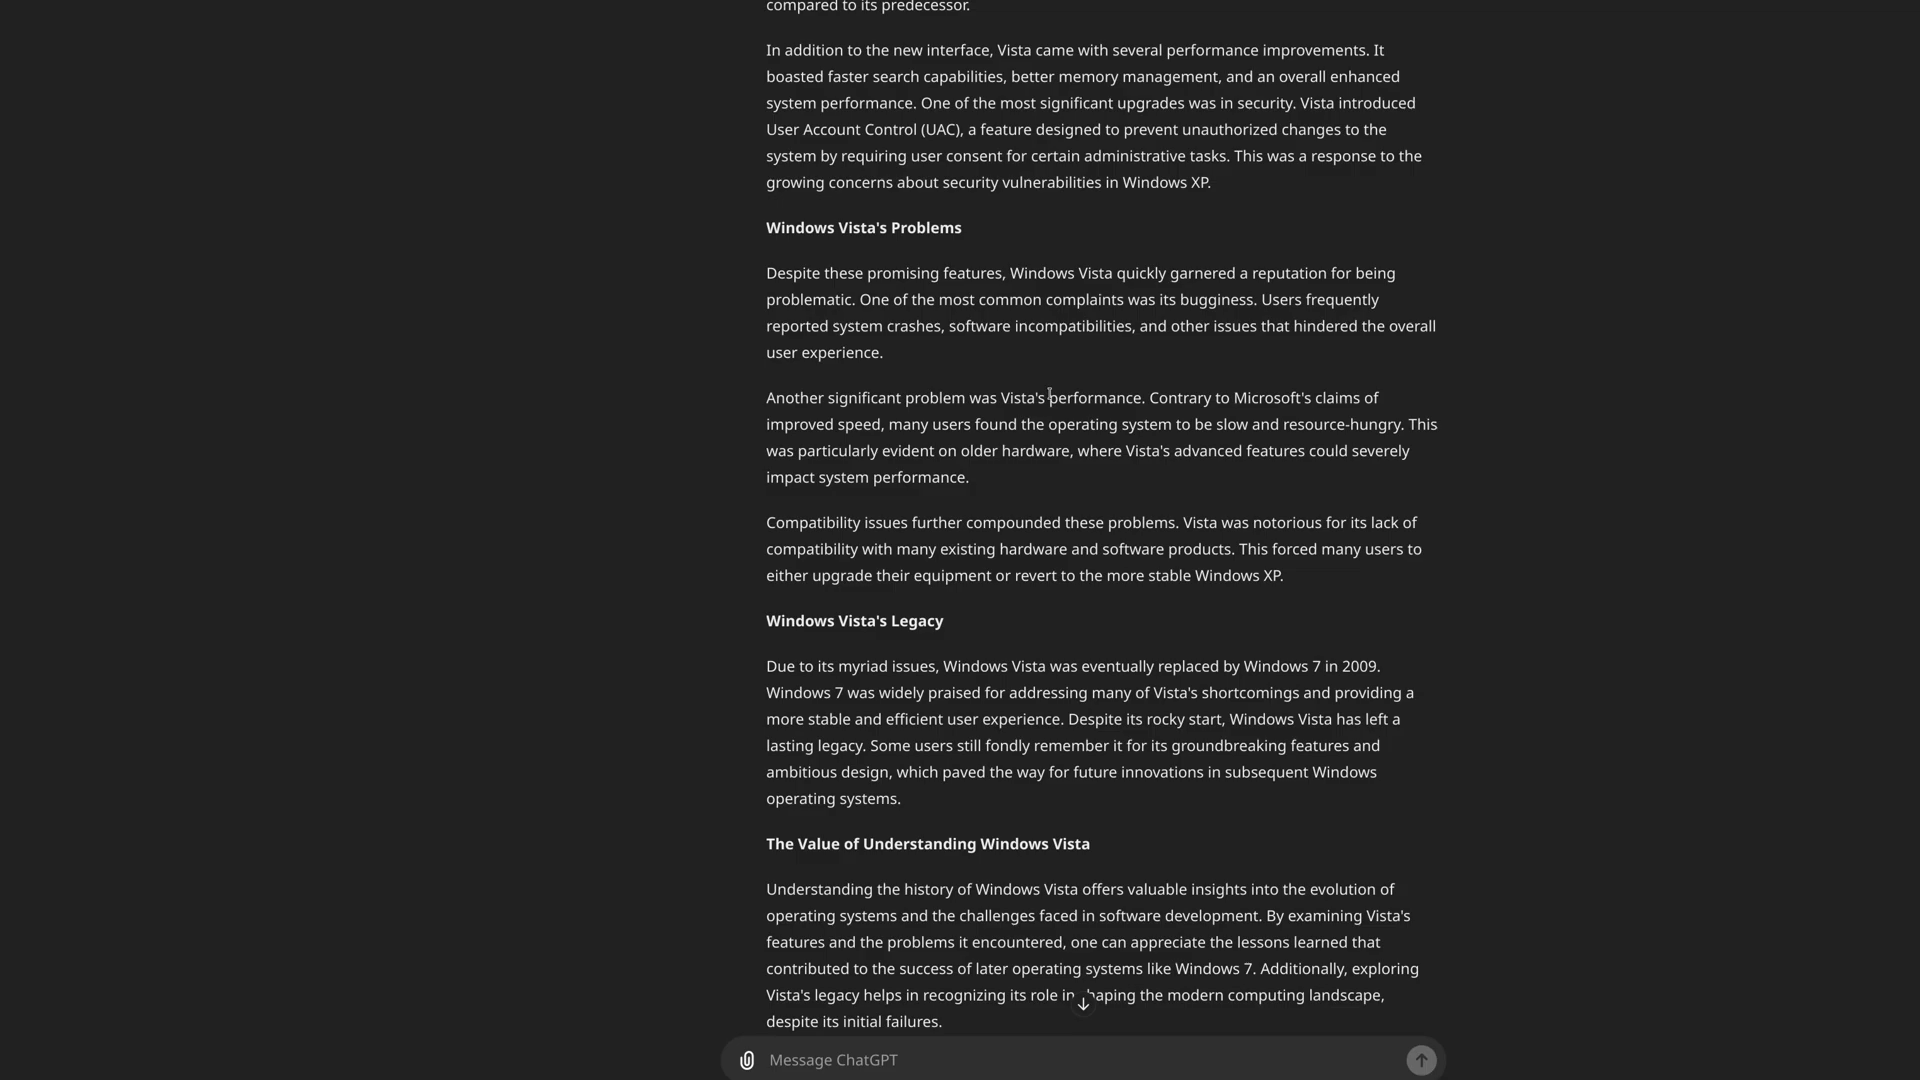 compared to its predecessor.
In addition to the new interface, Vista came with several performance improvements. It
boasted faster search capabilities, better memory management, and an overall enhanced
system performance. One of the most significant upgrades was in security. Vista introduced
User Account Control (UAC), a feature designed to prevent unauthorized changes to the
system by requiring user consent for certain administrative tasks. This was a response to the
growing concerns about security vulnerabilities in Windows XP.
Windows Vista's Problems
Despite these promising features, Windows Vista quickly garnered a reputation for being
problematic. One of the most common complaints was its bugginess. Users frequently
reported system crashes, software incompatibilities, and other issues that hindered the overall
user experience.
Another significant problem was Vista's performance. Contrary to Microsoft's claims of
improved speed, many users found the operating system to be slow and resource-hungry. This
was particularly evident on older hardware, where Vista's advanced features could severely
impact system performance.
Compatibility issues further compounded these problems. Vista was notorious for its lack of
compatibility with many existing hardware and software products. This forced many users to
either upgrade their equipment or revert to the more stable Windows XP.
Windows Vista's Legacy
Due to its myriad issues, Windows Vista was eventually replaced by Windows 7 in 2009.
Windows 7 was widely praised for addressing many of Vista's shortcomings and providing a
more stable and efficient user experience. Despite its rocky start, Windows Vista has left a
lasting legacy. Some users still fondly remember it for its groundbreaking features and
ambitious design, which paved the way for future innovations in subsequent Windows
operating systems.
The Value of Understanding Windows Vista
Understanding the history of Windows Vista offers valuable insights into the evolution of
operating systems and the challenges faced in software development. By examining Vista's
features and the problems it encountered, one can appreciate the lessons learned that
contributed to the success of later operating systems like Windows 7. Additionally, exploring
Vista's legacy helps in recognizing its role in shaping the modern computing landscape,
despite its initial failures.
Message ChatGPT